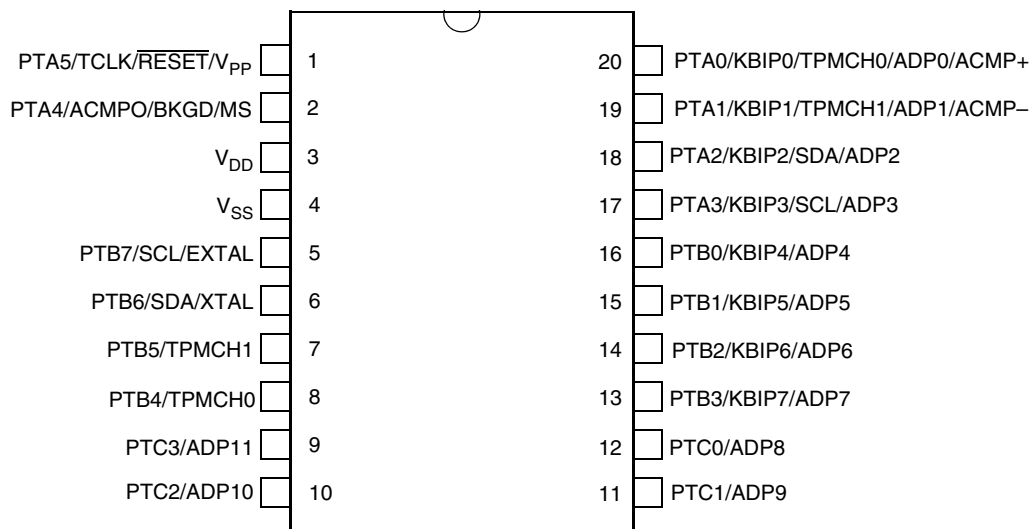 PTA5/TCLK/RESET/VPP 1 20 PTA0/KBIP0/TPMCH0/ADP0/ACMP+
PTA4/ACMPO/BKGD/MS 2 19 PTA1/KBIP1/TPMCH1/ADP1/ACMP–
VDD 3 18 PTA2/KBIP2/SDA/ADP2
VSS 4 17 PTA3/KBIP3/SCL/ADP3
PTB7/SCL/EXTAL 5 16 PTB0/KBIP4/ADP4
PTB6/SDA/XTAL 6 15 PTB1/KBIP5/ADP5
PTB5/TPMCH1 7 14 PTB2/KBIP6/ADP6
PTB4/TPMCH0 8 13 PTB3/KBIP7/ADP7
PTC3/ADP11 9 12 PTC0/ADP8
PTC2/ADP10 10 11 PTC1/ADP9